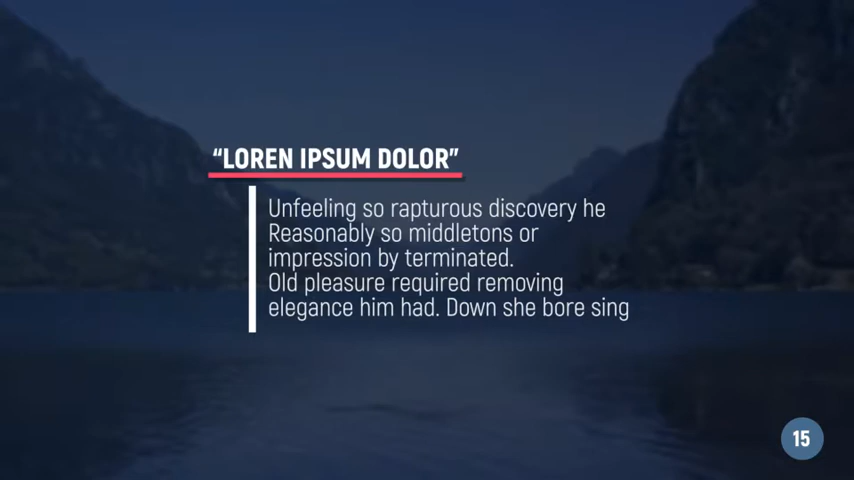 “LOREN IPSUM DOLOR”
Unfeeling so rapturous discovery he
Reasonably so middletons or
impression by terminated.
Old pleasure required removing
elegance him had. Down she bore sing
15